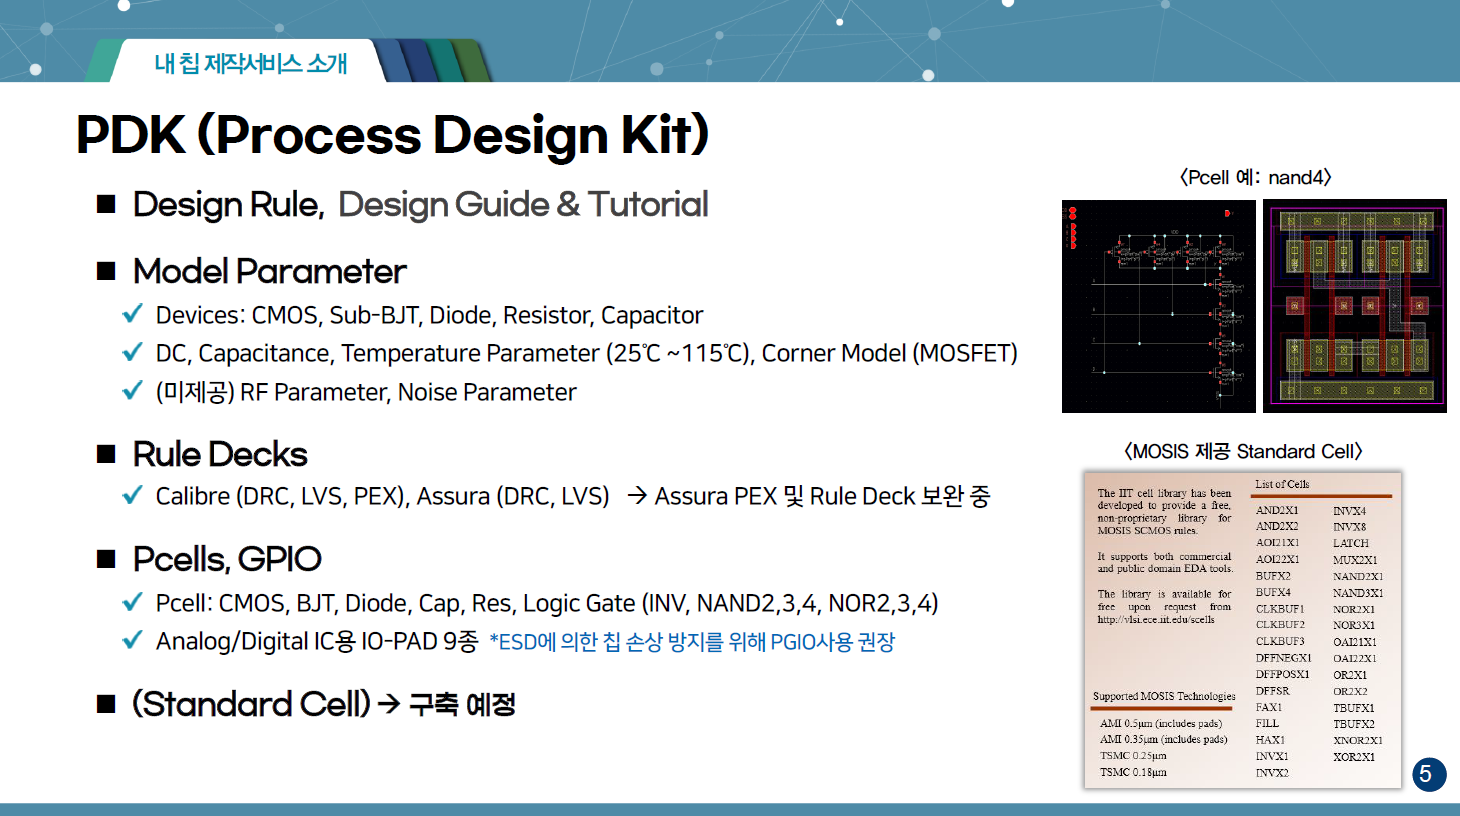 내 칩 제작서비스 소개
PDK (Process Design Kit)
■ Design Rule, Design Guide & Tutorial
■ Model Parameter
✓ Devices: CMOS, Sub-BJT, Diode, Resistor, Capacitor
✓ DC, Capacitance, Temperature Parameter (25℃ ~115℃), Corner Model (MOSFET)
✓ (미제공) RF Parameter, Noise Parameter
■ Rule Decks
✓ Calibre (DRC, LVS, PEX), Assura (DRC, LVS) → Assura PEX 및 Rule Deck 보완 중
■ Pcells, GPIO
✓ Pcell: CMOS, BJT, Diode, Cap, Res, Logic Gate (INV, NAND2,3,4, NOR2,3,4)
✓ Analog/Digital IC용 IO-PAD 9종 *ESD에 의한 칩 손상 방지를 위해 PGIO사용 권장
■ (Standard Cell) → 구축 예정
<Pcell 예: nand4>
<MOSIS 제공 Standard Cell>
The IIT cell library has been
developed to provide a free,
non-proprietary library for
MOSIS SCMOS rules.
It supports both commercial
and public domain EDA tools.
The library is available for
free upon request from
http://vlsi.ece.iit.edu/scells
Supported MOSIS Technologies
AMI 0.5µm (includes pads)
AMI 0.35µm (includes pads)
TSMC 0.25µm
TSMC 0.18µm
List of Cells
AND2X1
AND2X2
AOI21X1
AOI22X1
BUFX2
BUFX4
CLKBUF1
CLKBUF2
CLKBUF3
DFFNEGX1
DFFPOSX1
DFFSR
FAX1
FILL
HAX1
INVX1
INVX2
INVX4
INVX8
LATCH
MUX2X1
NAND2X1
NAND3X1
NOR2X1
NOR3X1
OAI21X1
OAI22X1
OR2X1
OR2X2
TBUFX1
TBUFX2
XNOR2X1
XOR2X1
5